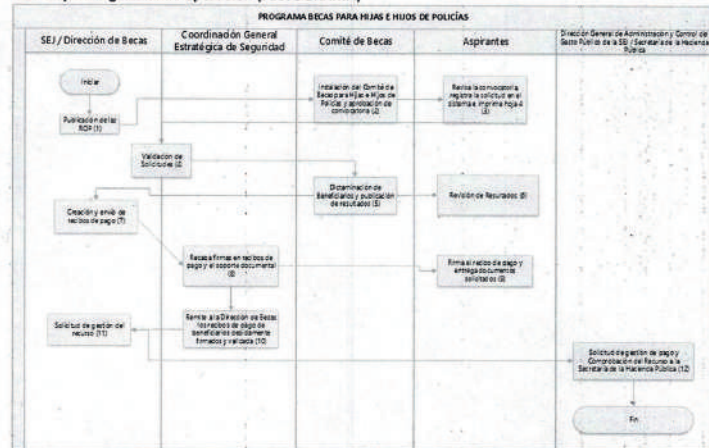 PROGRAMA BECAS PARA HIJAS E HIJOS DE POLICÍAS
SEJ / Dirección de Becas
Coordinación General
Estratégica de Seguridad
Comité de Becas
Aspirantes
Dirección General de Administración y Control de
Gasto Público de la SEJ / Secretaría de la Hacienda
Pública
Iniciar
Publicación de las
ROP (1)
Instalación del Comité de
Becas para Hijas e Hijos de
Policías y aprobación de
convocatoria (2)
Revisa la convocatoria,
registra la solicitud en el
sistema e imprime hoja
Validación de
Solicitudes (4)
Dictaminación de
Beneficiarios y publicación
de resultados (5)
Revisión de Resultados (6)
Creación y envío de
recibos de pago (7)
Recaba firmas en recibos de
pago y el soporte documental
(8)
Firma el recibo de pago y
entrega documentos
solicitados (9)
Remite a la Dirección de Becas
los recibos de pago de
beneficiarios debidamente
firmados y validada (10)
Solicitud de gestión del
recurso (11)
Solicitud de gestión de pago y
Comprobación del Recurso a la
Secretaría de la Hacienda Pública (12)
Fin